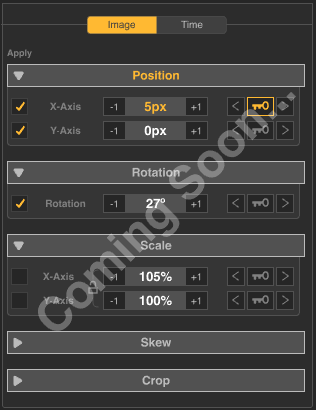 Image Time
Apply
Position
X-Axis -1 5px +1 < >
Y-Axis -1 0px +1 < >
Rotation
Rotation -1 27º +1 < >
Scale
X-Axis -1 105% +1 < >
Y-Axis -1 100% +1 < >
Skew
Crop
Coming Soon...